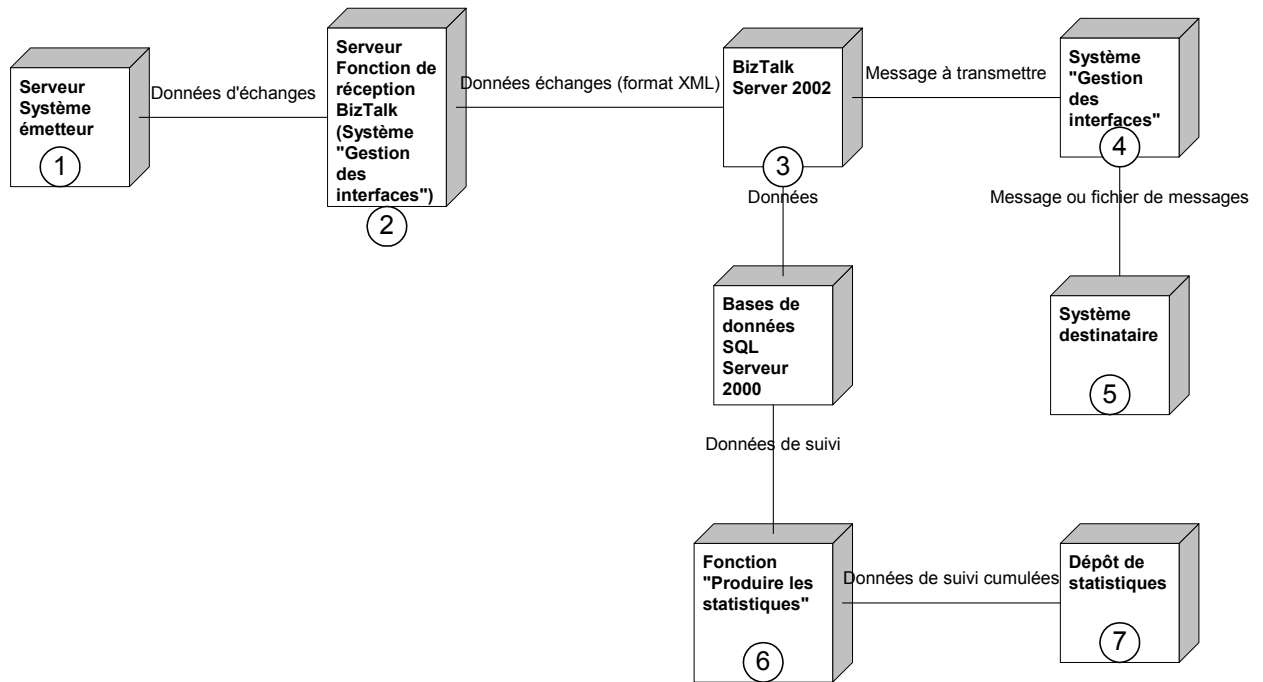 Serveur
Système
émetteur
1
Données d'échanges
Serveur
Fonction de
réception
BizTalk
(Système
"Gestion
des
interfaces")
2
Données échanges (format XML)
BizTalk
Server 2002
3
Message à transmettre
Système
"Gestion
des
interfaces"
4
Données
Message ou fichier de messages
Bases de
données
SQL
Serveur
2000
Système
destinataire
5
Données de suivi
Fonction
"Produire les
statistiques"
6
Données de suivi cumulées
Dépôt de
statistiques
7